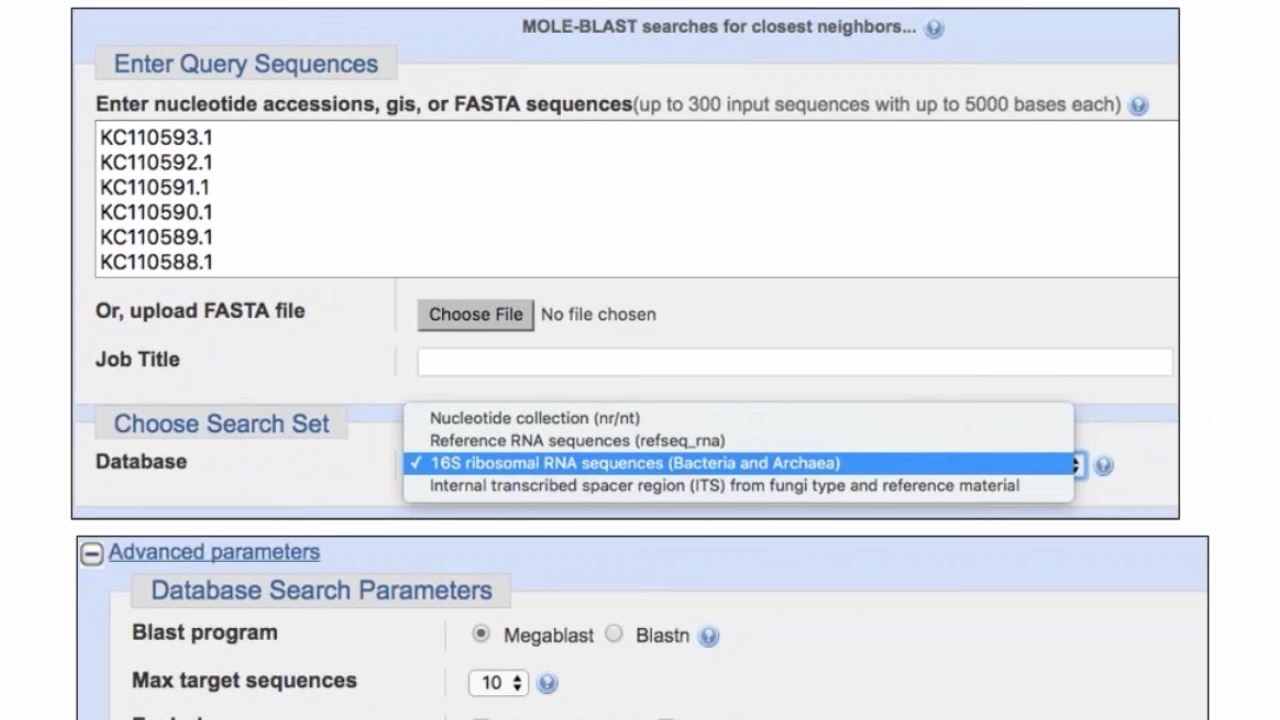 MOLE-BLAST searches for closest neighbors...
Enter Query Sequences
Enter nucleotide accessions, gis, or FASTA sequences(up to 300 input sequences with up to 5000 bases each)
KC110593.1
KC110592.1
KC110591.1
KC110590.1
KC110589.1
KC110588.1
Or, upload FASTA file Choose File No file chosen
Job Title
Choose Search Set
Nucleotide collection (nr/nt)
Reference RNA sequences (refseq_rna)
Database ✓ 16S ribosomal RNA sequences (Bacteria and Archaea)
Internal transcribed spacer region (ITS) from fungi type and reference material
Advanced parameters
Database Search Parameters
Blast program Megablast Blastn
Max target sequences 10